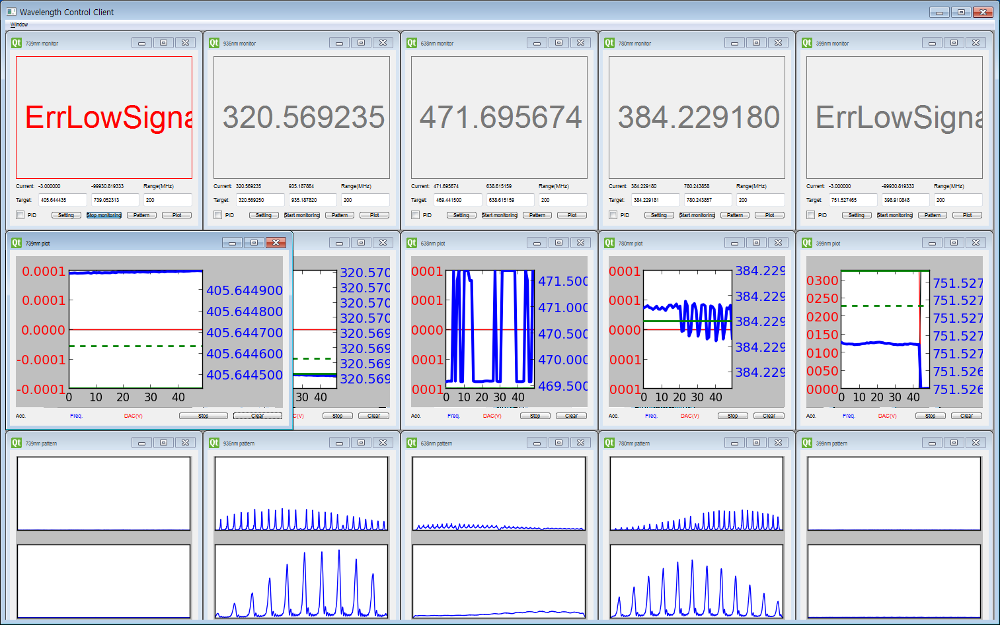 Wavelength Control Client
Window
Qt 739nm monitor
ErrLowSigna
Current: -3.000000 -99930.819333 Range(MHz)
Target: 405.644435 739.052313 200
PID Setting Stop monitoring Pattern Plot
Qt 935nm monitor
320.569235
Current: 320.569235 935.187864 Range(MHz)
Target: 320.569250 935.187820 200
PID Setting Start monitoring Pattern Plot
Qt 638nm monitor
471.695674
Current: 471.695674 638.615159 Range(MHz)
Target: 469.441500 638.615159 200
PID Setting Start monitoring Pattern Plot
Qt 780nm monitor
384.229180
Current: 384.229180 780.243858 Range(MHz)
Target: 384.229181 780.243857 200
PID Setting Start monitoring Pattern Plot
Qt 399nm monitor
ErrLowSigna
Current: -3.000000 -99930.819333 Range(MHz)
Target: 751.527465 398.910848 200
PID Setting Start monitoring Pattern Plot
Qt 739nm plot
0.0001
0.0001
0.0000
-0.0001
-0.0001
405.644900
405.644800
405.644700
405.644600
405.644500
0 10 20 30 40
Acc. Freq. DAC(V) Stop Clear
320.570
320.570
320.570
320.570
320.569
320.569
320.569
320.569
30 40
C(V) Stop Clear
Qt 638nm plot
0001
0001
0000
0001
0001
471.500
471.000
470.500
470.000
469.500
0 10 20 30 40
Acc. Freq. DAC(V) Stop Clear
Qt 780nm plot
0001
0001
0000
0001
0001
384.229
384.229
384.229
384.229
384.229
0 10 20 30 40
Acc. Freq. DAC(V) Stop Clear
Qt 399nm plot
0300
0250
0200
0150
0100
0050
0000
751.527
751.527
751.527
751.527
751.527
751.526
751.526
0 10 20 30 40
Acc. Freq. DAC(V) Stop Clear
Qt 739nm pattern
Qt 935nm pattern
Qt 638nm pattern
Qt 780nm pattern
Qt 399nm pattern